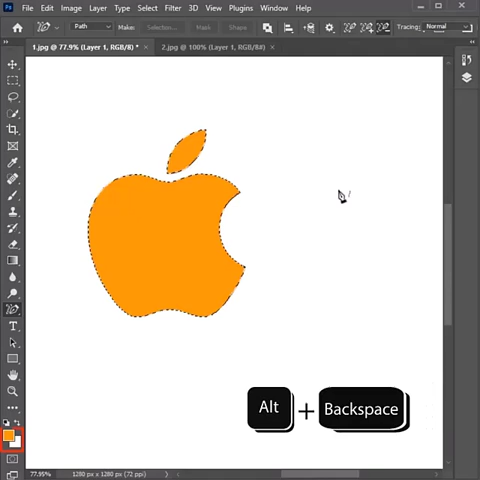 Ps File Edit Image Layer Type Select Filter 3D View Plugins Window Help
Path Make: Selection... Mask Shape Tracing: Normal
1.jpg @ 77.9% (Layer 1, RGB/8) * × 2.jpg @ 100% (Layer 1, RGB/8#) ×
T
Alt + Backspace
77.95% 1280 px x 1280 px (72 ppi)